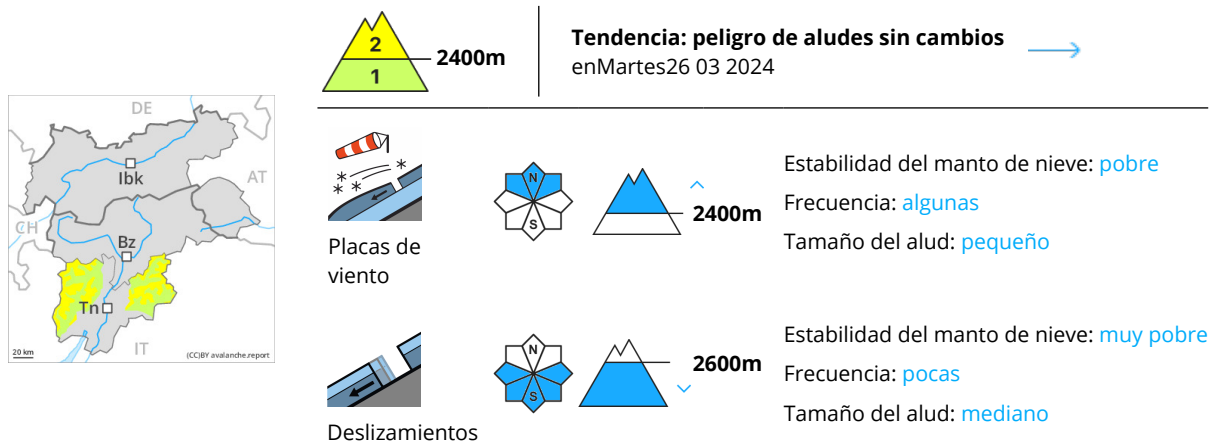 2
1
2400m
Tendencia: peligro de aludes sin cambios
enMartes26 03 2024
DE
Ibk
AT
CH
Bz
Tn
IT
20 km
(CC)BY avalanche.report
Placas de
viento
N
S
2400m
Estabilidad del manto de nieve: pobre
Frecuencia: algunas
Tamaño del alud: pequeño
Deslizamientos
N
S
2600m
Estabilidad del manto de nieve: muy pobre
Frecuencia: pocas
Tamaño del alud: mediano